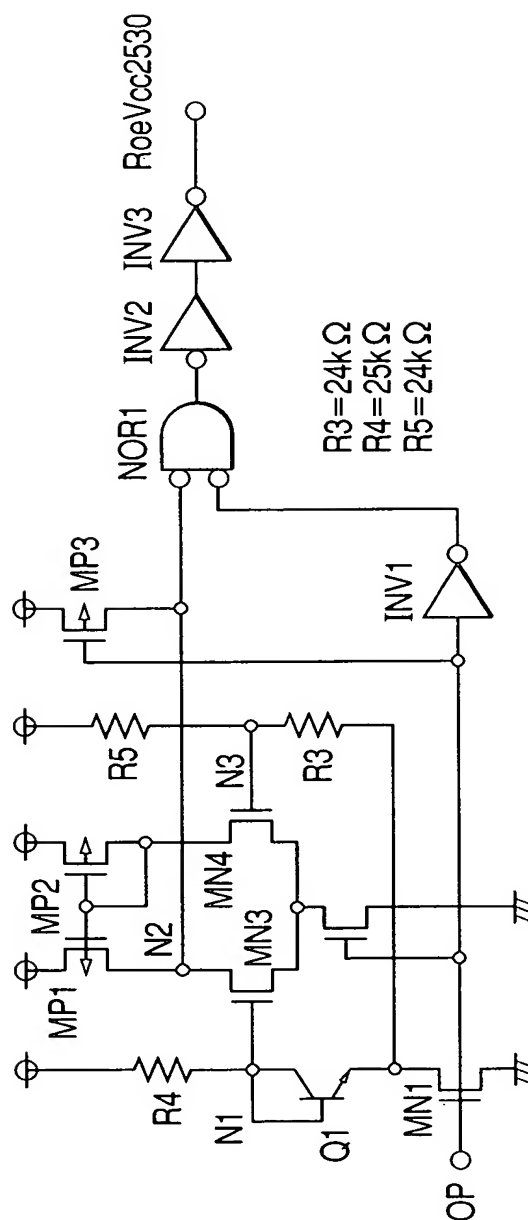 MP1
MP2
MP3
R4
R5
N1
N2
N3
MN3
MN4
R3
Q1
MN1
OP
INV1
NOR1
INV2
INV3
RoeVcc2530
R3=24kΩ
R4=25kΩ
R5=24kΩ